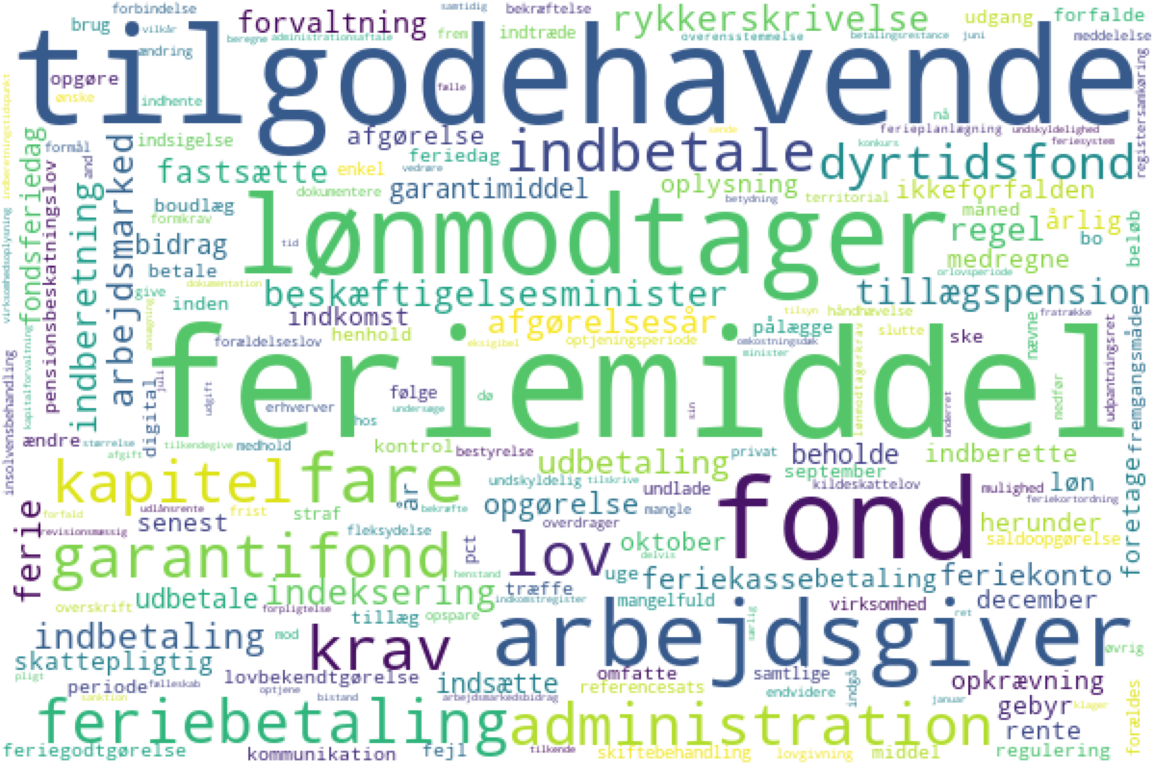 forbindelse
samtidig
bekræftelse
rykkerskrivelse
udgang
forfalde
brug
vilkår
forvaltning
frem
indtræde
overensstemmelse
betalingsrestance
juni
meddelelse
beregne
administrationsaftale
ændring
tilgodehavende
opgøre
ønske
indhente
fælle
nå
registersamkøring
indberetningstidspunkt
formål
and
indsigelse
afgørelse
feriedag
vedrøre
indbetale
sende
ferieplanlægning
undskyldelighed
konkurs
feriesystem
dyrtidsfond
fondsferiedag
pensionsbeskatningslov
indberetning
arbejdsmarked
fastsætte
enkel
dokumentere
garantimiddel
oplysning
betydning
territorial
ikkeforfalden
boudlæg
formkrav
måned
årlig
bidrag
tid
lønmodtager
regel
bo
beløb
betale
medregne
virksomhedsoplysning
dokumentation
orlovsperiode
give
inden
beskæftigelsesminister
tillægspension
ansøgning
indkomst
henhold
afgørelsesår
pålægge
tilsyn
håndhævelse
fratrække
forældelseslov
eksigibel
optjeningsperiode
omkostningsdæk
minister
slutte
ske
nævne
kapitalforvaltning
feriemiddel
insolvensbehandling
digital
juli
udgift
erhverver
følge
undersøge
hos
dø
sin
lønmodtagerkrav
underret
medfør
udpantningsret
fremgangsmåde
ændre
størrelse
afgift
tilkendegive
medhold
kontrol
bestyrelse
privat
beholde
indberette
kapitel
fare
udbetaling
september
kildeskattelov
mulighed
løn
feriekortordning
forfald
udlånsrente
frist
straf
år
bekræfte
undskyldig
tilskrive
opgørelse
undlade
mangle
fond
foretage
ferie
revisionsmæssig
senest
fleksydelse
overdrager
herunder
saldoopgørelse
garantifond
pct
lov
oktober
delvis
henstand
uge
feriekassebetaling
feriekonto
overskrift
udbetale
indeksering
træffe
indkomstregister
mangelfuld
virksomhed
december
forpligtelse
tillæg
opspare
særlig
ret
indbetaling
mod
krav
arbejdsgiver
øvrig
skattepligtig
pligt
periode
fælleskab
lovbekendtgørelse
indsætte
omfatte
samtlige
opkrævning
sanktion
optjene
bistand
arbejdsmarkedsbidrag
referencesats
endvidere
indgå
januar
gebyr
klager
forældes
feriebetaling
administration
rente
feriegodtgørelse
kommunikation
fejl
tilkende
skiftebehandling
lovgivning
middel
regulering